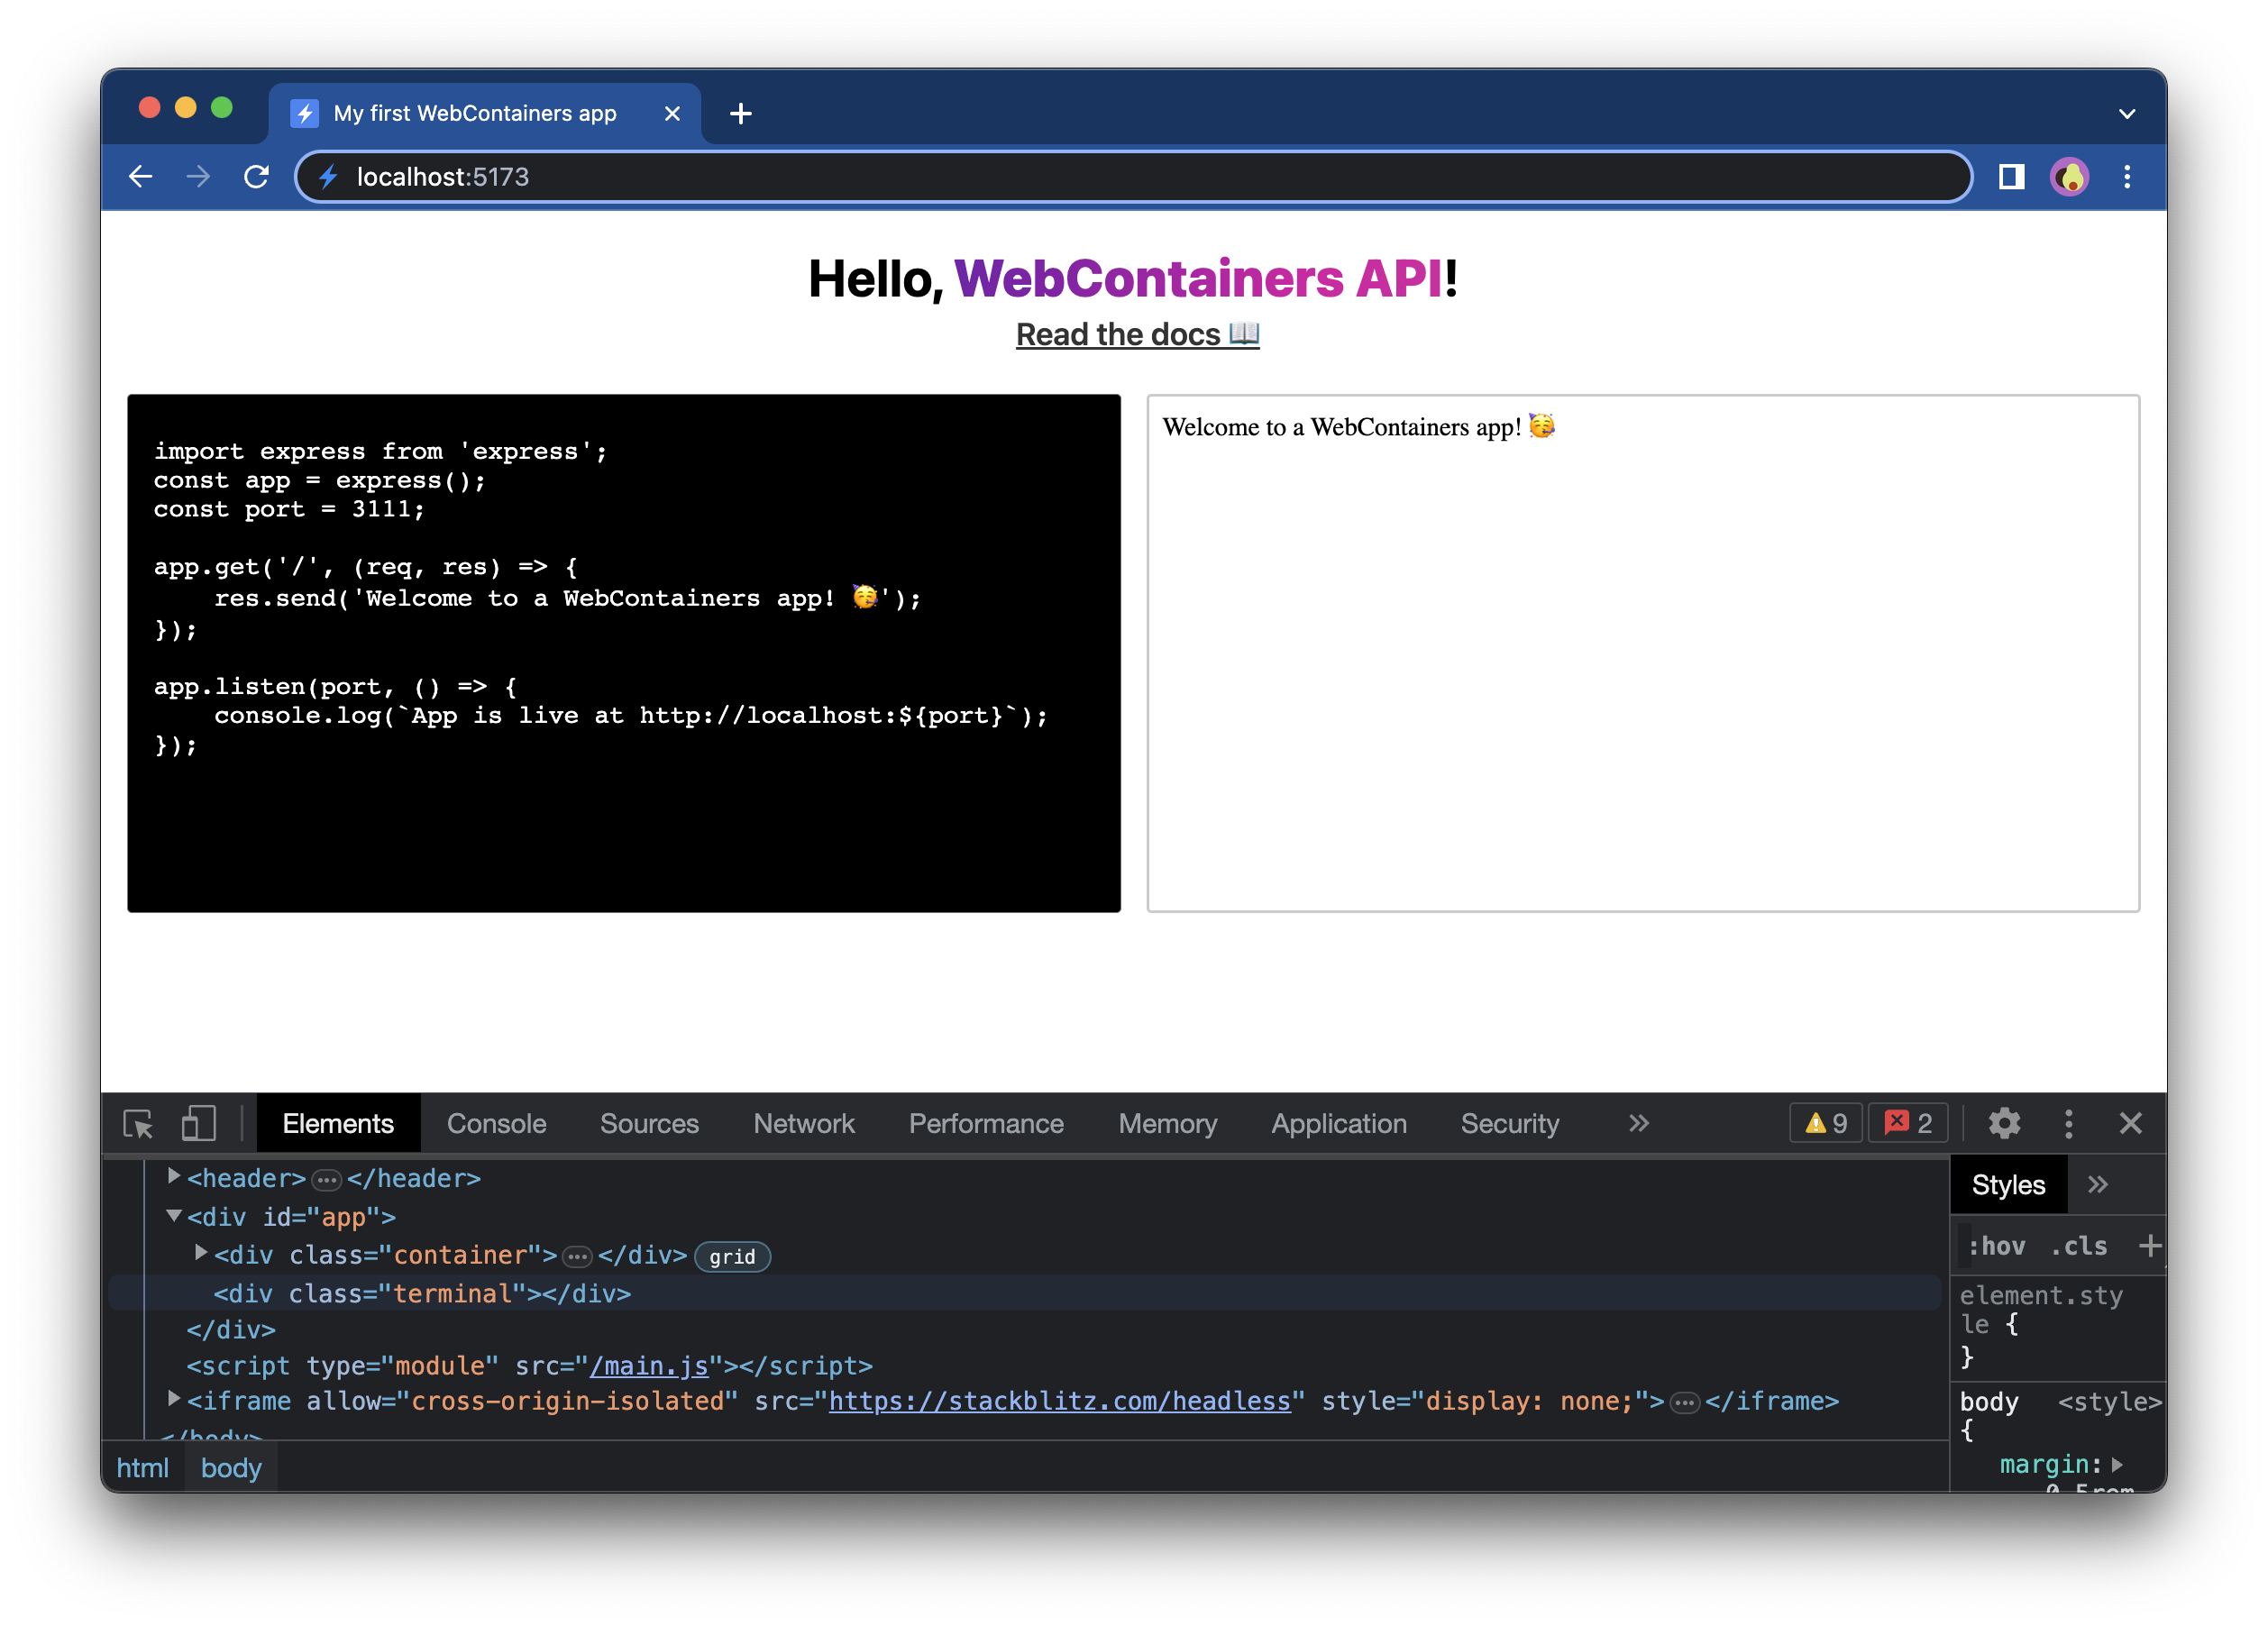 My first WebContainers app
localhost:5173
Hello, WebContainers API!
Read the docs 📖
import express from 'express';
const app = express();
const port = 3111;
app.get('/', (req, res) => {
    res.send('Welcome to a WebContainers app! 🥳');
});
app.listen(port, () => {
    console.log(`App is live at http://localhost:${port}`);
});
Welcome to a WebContainers app! 🥳
Elements Console Sources Network Performance Memory Application Security » 9 2
<header>…</header>
<div id="app">
<div class="container">…</div> grid
<div class="terminal"></div>
</div>
<script type="module" src="/main.js"></script>
<iframe allow="cross-origin-isolated" src="https://stackblitz.com/headless" style="display: none;">…</iframe>
</body>
html body
Styles »
:hov .cls +
element.sty
le {
}
body <style>
{
margin:
0.5rem